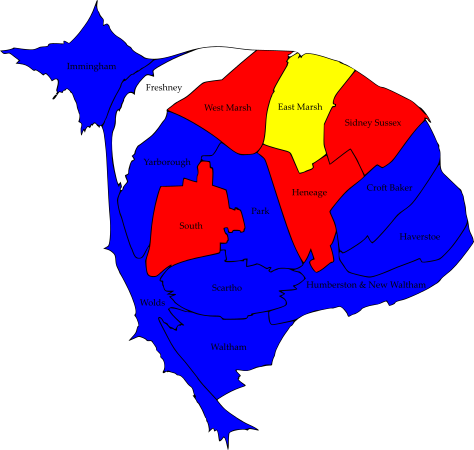 Immingham
Freshney
West Marsh
East Marsh
Sidney Sussex
Yarborough
Heneage
Croft Baker
Park
South
Haverstoe
Scartho
Humberston & New Waltham
Wolds
Waltham